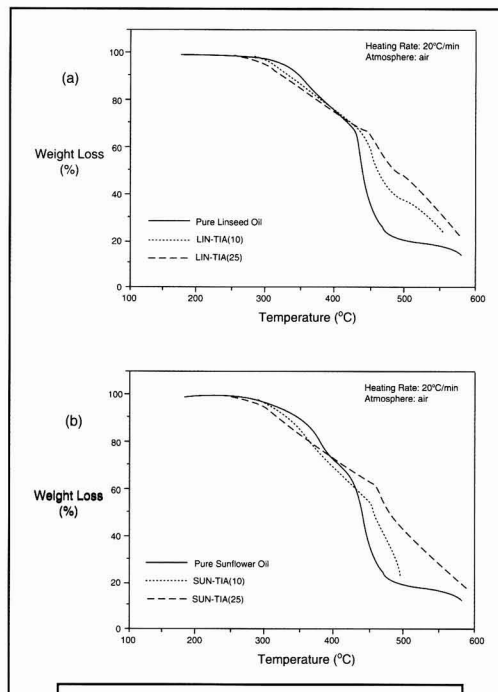 Heating Rate: 20°C/min
Atmosphere: air
(a)
Weight Loss
(%)
100
80
60
40
20
0
Pure Linseed Oil
LIN-TIA(10)
LIN-TIA(25)
100 200 300 400 500 600
Temperature (°C)
Heating Rate: 20°C/min
Atmosphere: air
(b)
Weight Loss
(%)
100
80
60
40
20
0
Pure Sunflower Oil
SUN-TIA(10)
SUN-TIA(25)
100 200 300 400 500 600
Temperature (°C)